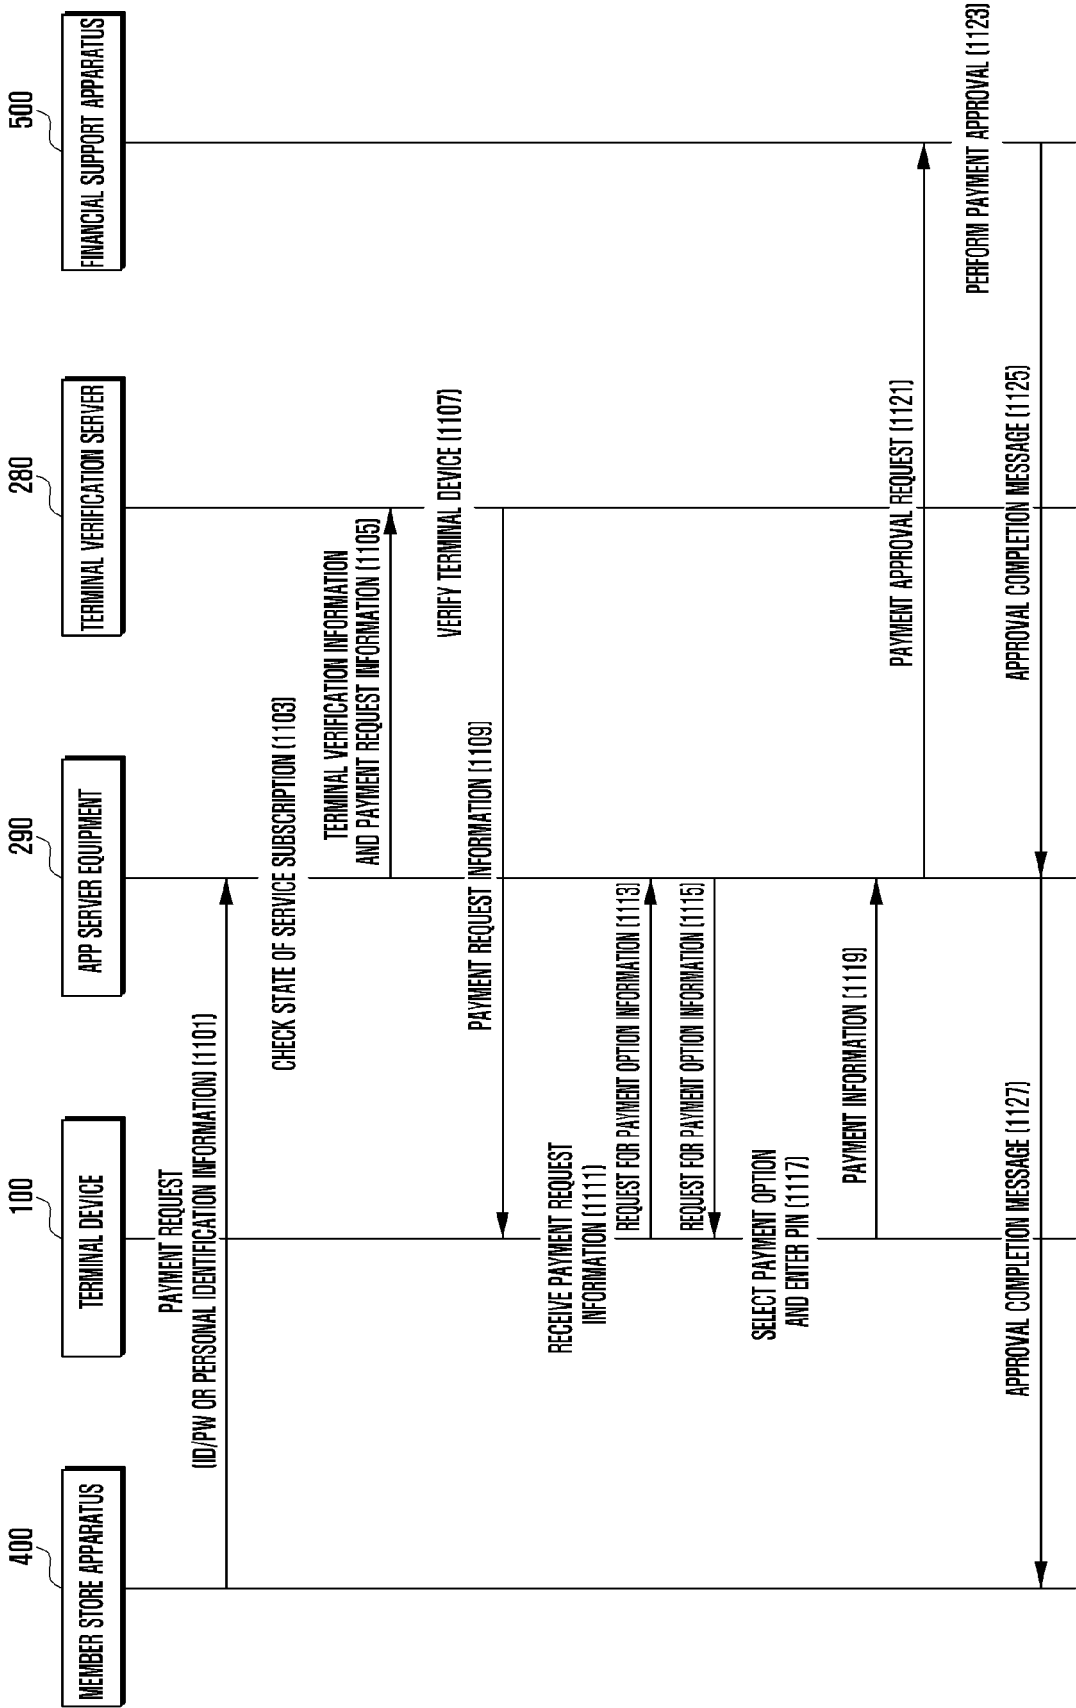 400
100
290
280
500
MEMBER STORE APPARATUS
TERMINAL DEVICE
APP SERVER EQUIPMENT
TERMINAL VERIFICATION SERVER
FINANCIAL SUPPORT APPARATUS
PAYMENT REQUEST
(ID/PW OR PERSONAL IDENTIFICATION INFORMATION) (1101)
CHECK STATE OF SERVICE SUBSCRIPTION (1103)
TERMINAL VERIFICATION INFORMATION
AND PAYMENT REQUEST INFORMATION (1105)
VERIFY TERMINAL DEVICE (1107)
PAYMENT REQUEST INFORMATION (1109)
RECEIVE PAYMENT REQUEST
INFORMATION (1111)
REQUEST FOR PAYMENT OPTION INFORMATION (1113)
REQUEST FOR PAYMENT OPTION INFORMATION (1115)
SELECT PAYMENT OPTION
AND ENTER PIN (1117)
PAYMENT INFORMATION (1119)
PAYMENT APPROVAL REQUEST (1121)
PERFORM PAYMENT APPROVAL (1123)
APPROVAL COMPLETION MESSAGE (1125)
APPROVAL COMPLETION MESSAGE (1127)